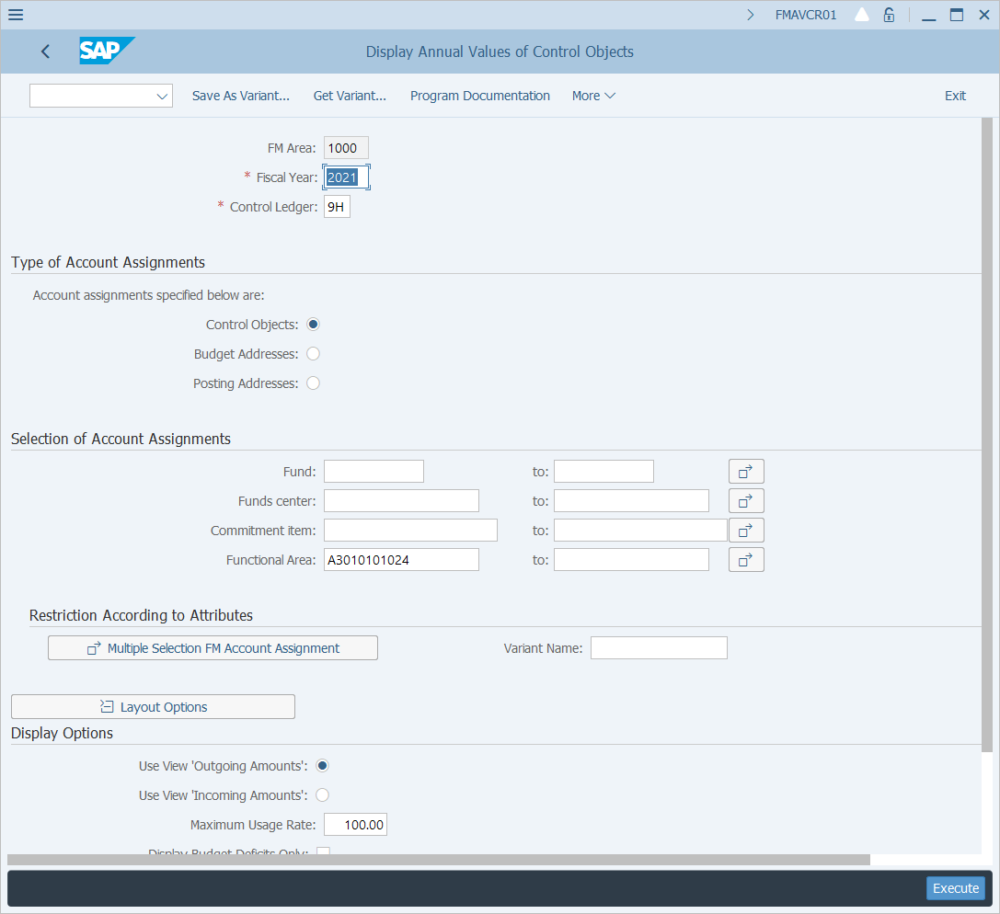 FMAVCR01
SAP Display Annual Values of Control Objects
Save As Variant... Get Variant... Program Documentation More Exit
FM Area: 1000
* Fiscal Year: 2021
* Control Ledger: 9H
Type of Account Assignments
Account assignments specified below are:
Control Objects:
Budget Addresses:
Posting Addresses:
Selection of Account Assignments
Fund: to:
Funds center: to:
Commitment item: to:
Functional Area: A3010101024 to:
Restriction According to Attributes
Multiple Selection FM Account Assignment Variant Name:
Layout Options
Display Options
Use View 'Outgoing Amounts':
Use View 'Incoming Amounts':
Maximum Usage Rate: 100.00
Display Budget Deficits Only:
Execute